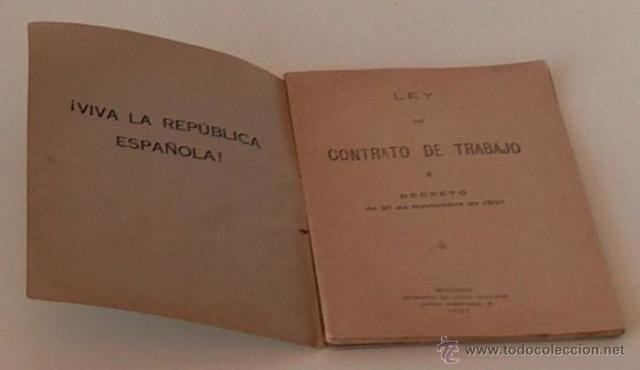 ¡VIVA LA REPÚBLICA
ESPAÑOLA!
LEY
DE
CONTRATO DE TRABAJO
DECRETO
de 21 de Noviembre de 1931
MADRID
www.todocoleccion.net